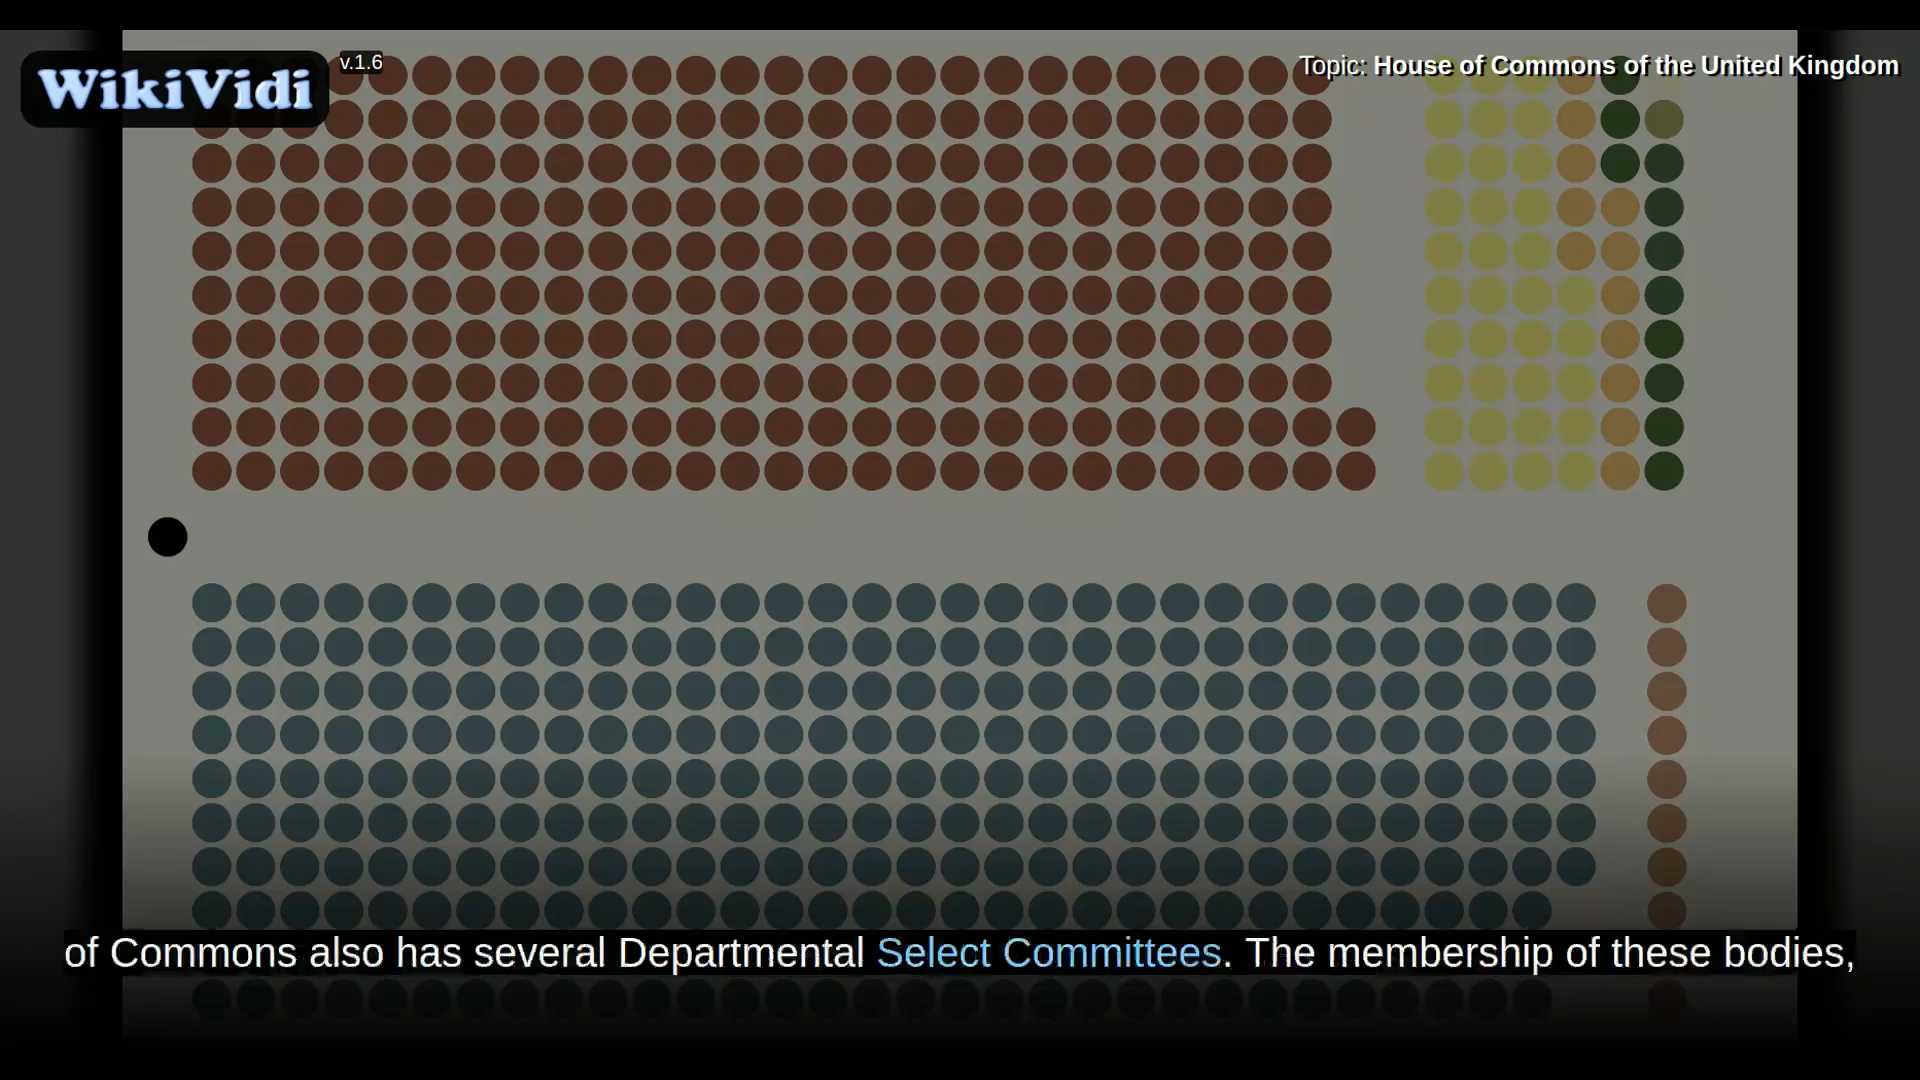 WikiVidi
v.1.6
Topic: House of Commons of the United Kingdom
of Commons also has several Departmental Select Committees. The membership of these bodies,